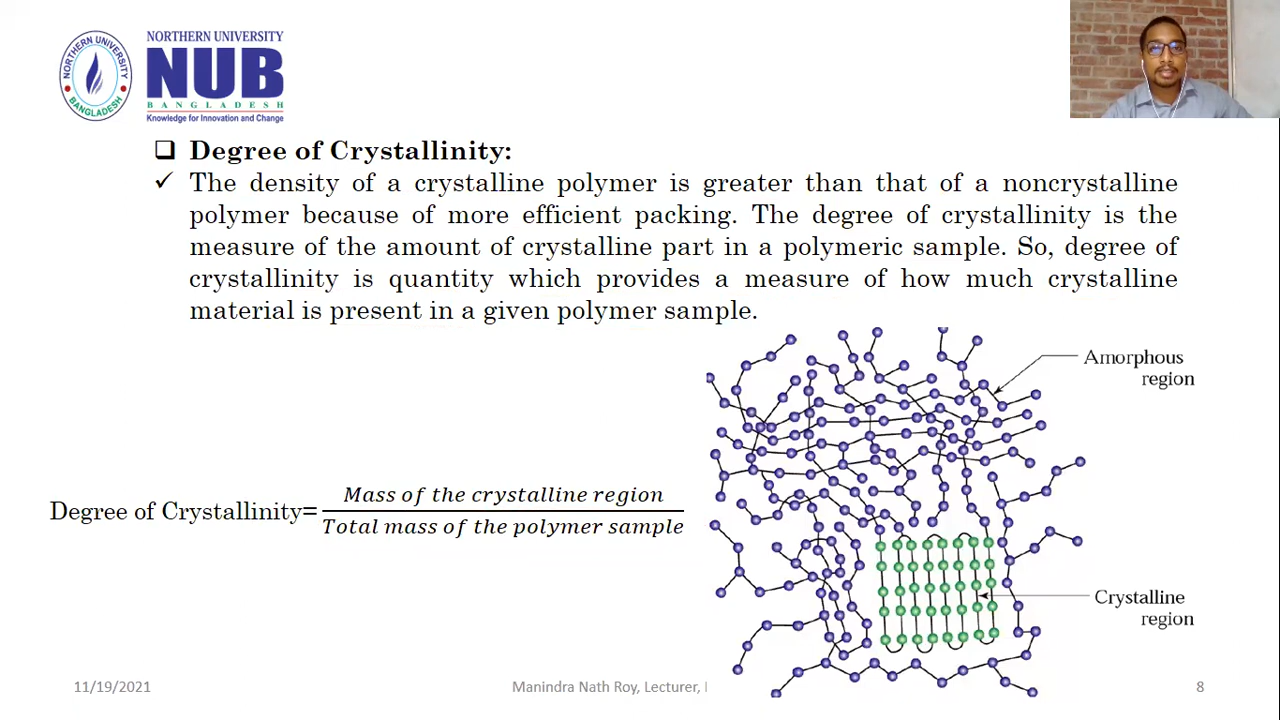 NORTHERN UNIVERSITY
BANGLADESH
NORTHERN UNIVERSITY
NUB
BANGLADESH
Knowledge for Innovation and Change
Degree of Crystallinity:
The density of a crystalline polymer is greater than that of a noncrystalline
polymer because of more efficient packing. The degree of crystallinity is the
measure of the amount of crystalline part in a polymeric sample. So, degree of
crystallinity is quantity which provides a measure of how much crystalline
material is present in a given polymer sample.
Amorphous
region
Mass of the crystalline region
Degree of Crystallinity=
Total mass of the polymer sample
Crystalline
region
11/19/2021
Manindra Nath Roy, Lecturer,
8